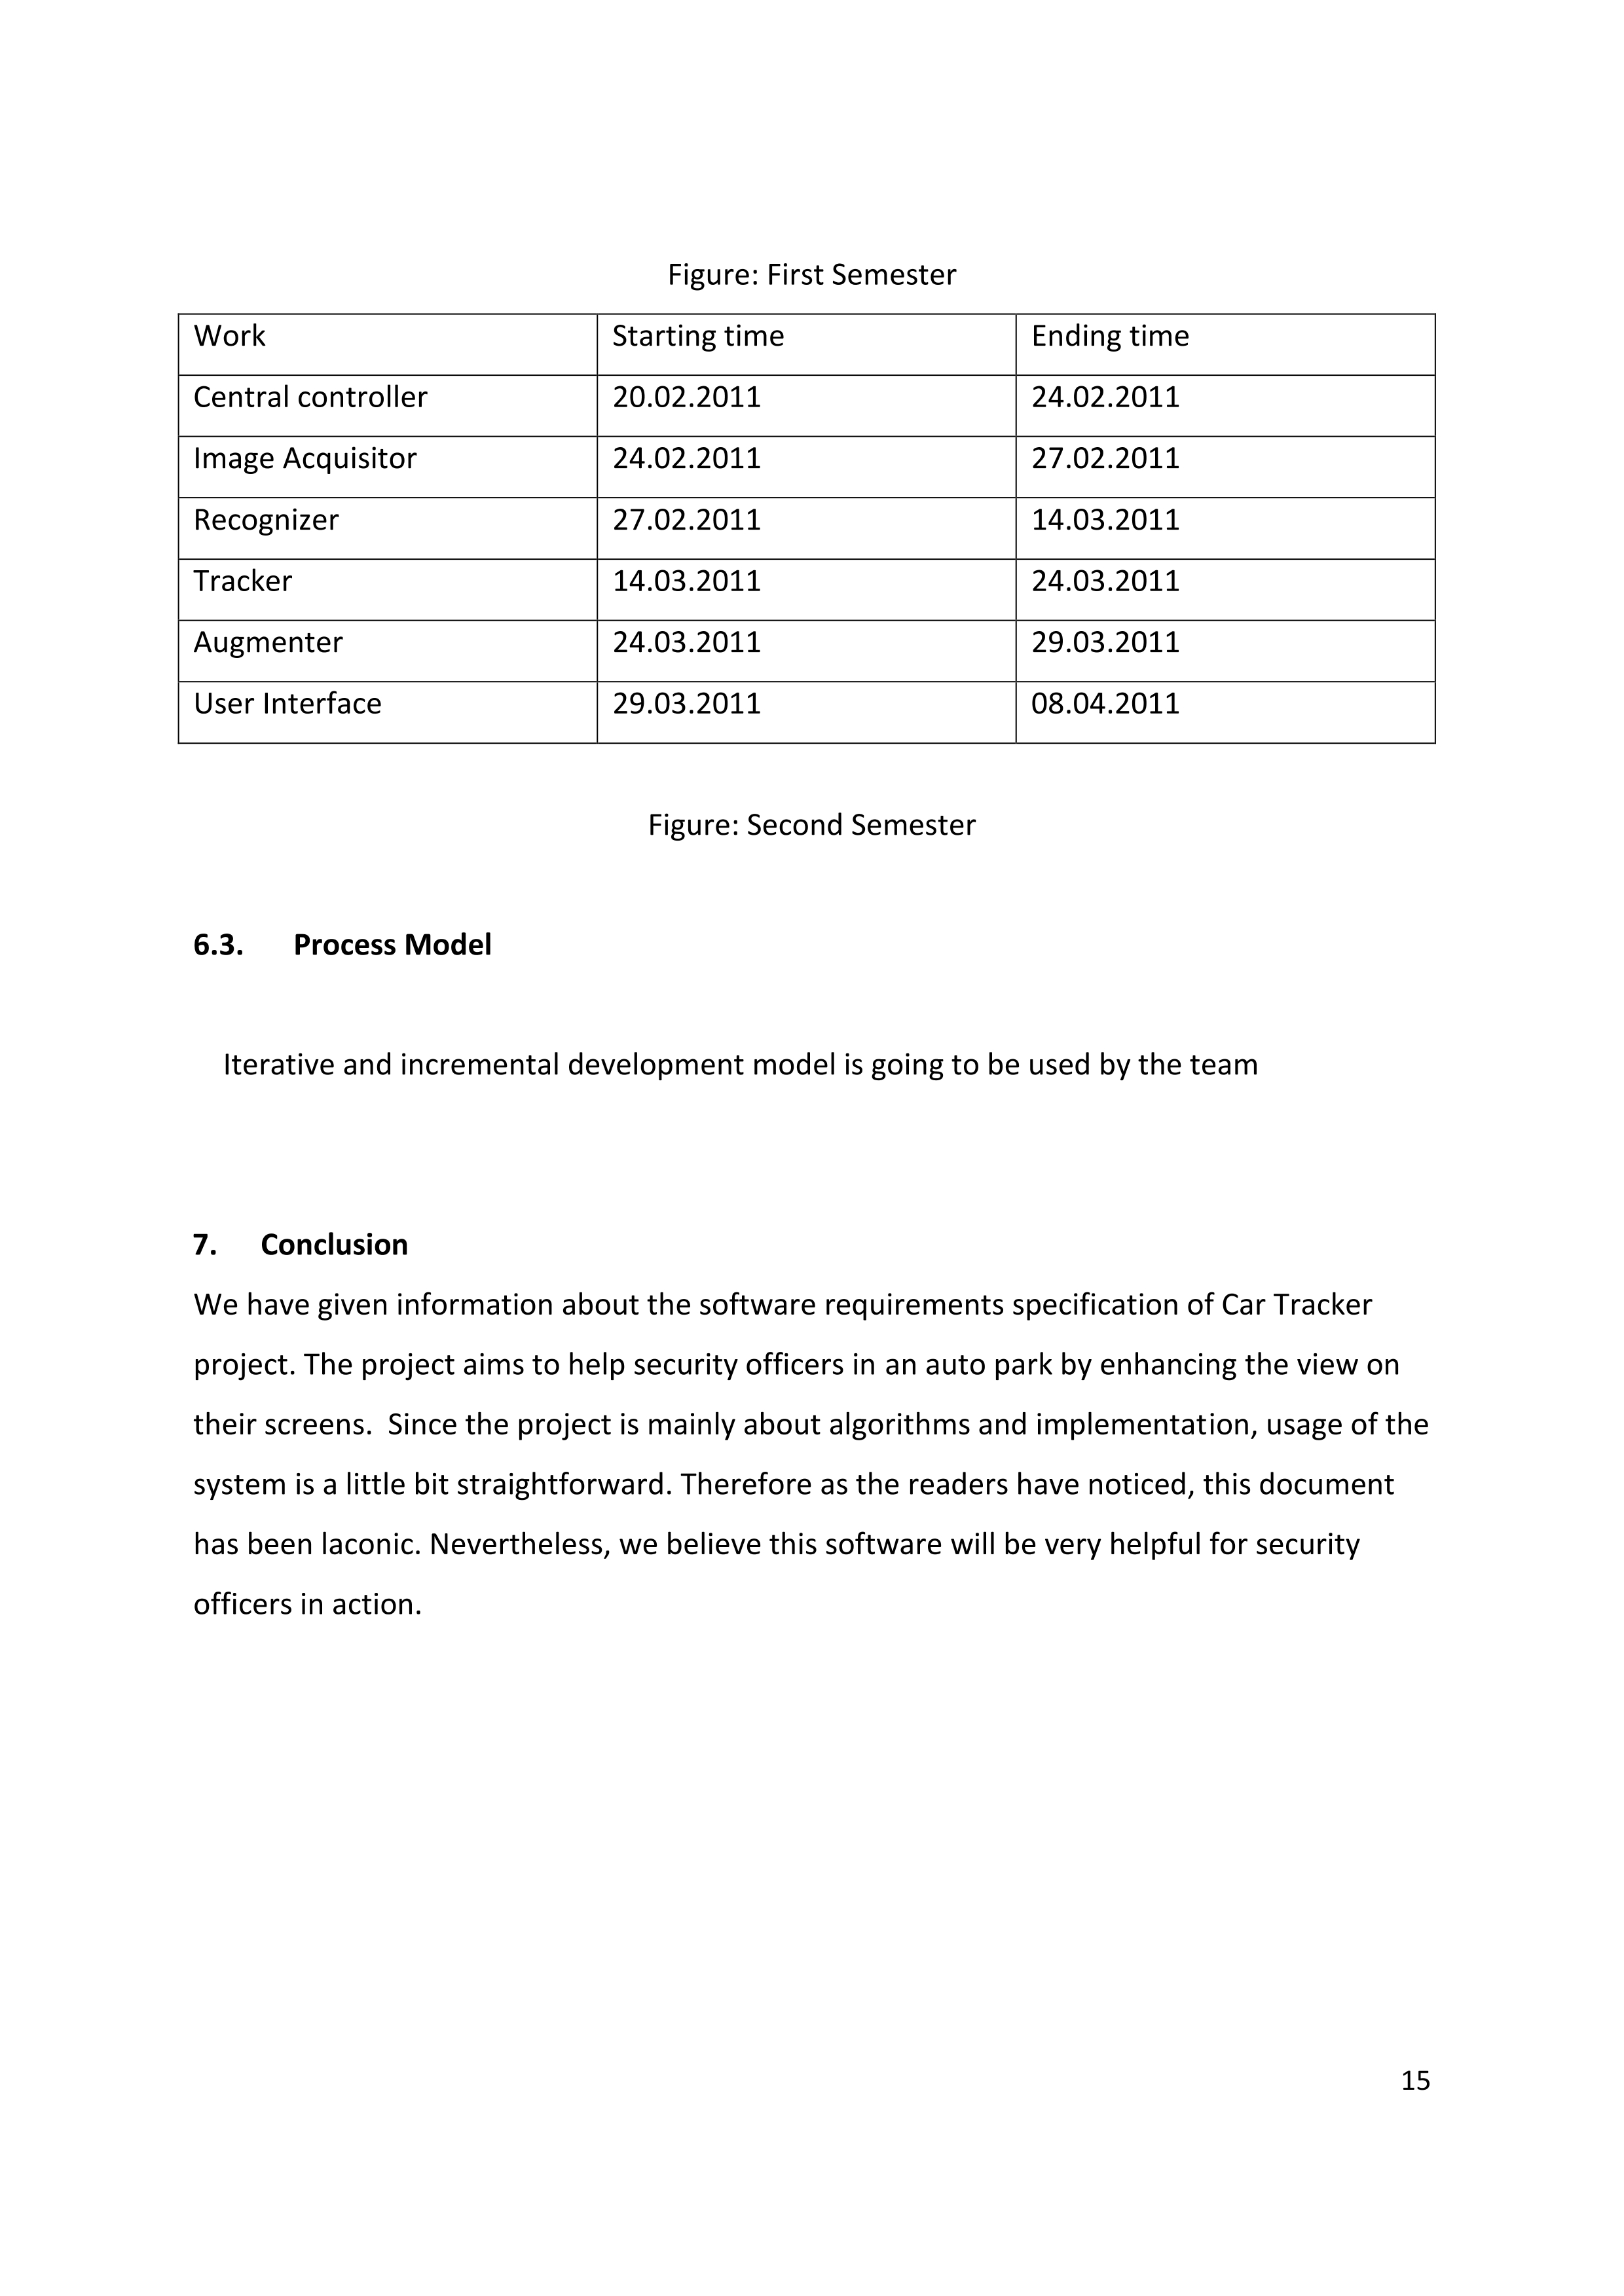 Figure: First Semester
Work Starting time Ending time
Central controller 20.02.2011 24.02.2011
Image Acquisitor 24.02.2011 27.02.2011
Recognizer 27.02.2011 14.03.2011
Tracker 14.03.2011 24.03.2011
Augmenter 24.03.2011 29.03.2011
User Interface 29.03.2011 08.04.2011
Figure: Second Semester
6.3. Process Model
Iterative and incremental development model is going to be used by the team
7. Conclusion
We have given information about the software requirements specification of Car Tracker
project. The project aims to help security officers in an auto park by enhancing the view on
their screens.  Since the project is mainly about algorithms and implementation, usage of the
system is a little bit straightforward. Therefore as the readers have noticed, this document
has been laconic. Nevertheless, we believe this software will be very helpful for security
officers in action.
15